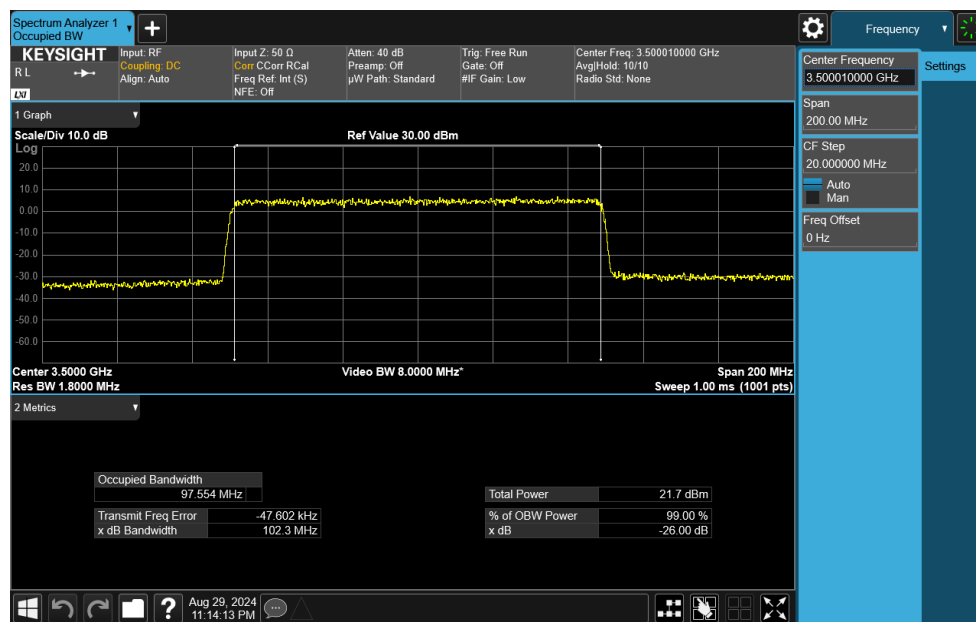 Spectrum Analyzer 1
Occupied BW
Frequency
KEYSIGHT
R L
LXI
Input: RF
Coupling: DC
Align: Auto
Input Z: 50 Ω
Corr CCorr RCal
Freq Ref: Int (S)
NFE: Off
Atten: 40 dB
Preamp: Off
µW Path: Standard
Trig: Free Run
Gate: Off
#IF Gain: Low
Center Freq: 3.500010000 GHz
Avg|Hold: 10/10
Radio Std: None
Center Frequency
3.500010000 GHz
Settings
Span
200.00 MHz
CF Step
20.000000 MHz
Auto
Man
Freq Offset
0 Hz
1 Graph
Scale/Div 10.0 dB
Ref Value 30.00 dBm
Log
20.0
10.0
0.00
-10.0
-20.0
-30.0
-40.0
-50.0
-60.0
Center 3.5000 GHz
Video BW 8.0000 MHz*
Span 200 MHz
Res BW 1.8000 MHz
Sweep 1.00 ms (1001 pts)
2 Metrics
Occupied Bandwidth
97.554 MHz
Transmit Freq Error -47.602 kHz
x dB Bandwidth 102.3 MHz
Total Power 21.7 dBm
% of OBW Power 99.00 %
x dB -26.00 dB
?
Aug 29, 2024
11:14:13 PM